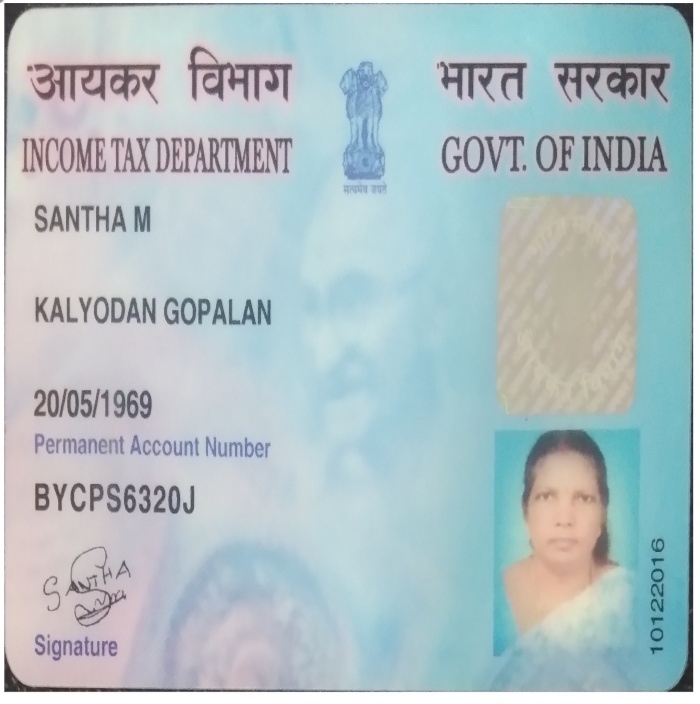 आयकर विभाग
भारत सरकार
INCOME TAX DEPARTMENT
GOVT. OF INDIA
सत्यमेव जयते
SANTHA M
KALYODAN GOPALAN
20/05/1969
Permanent Account Number
BYCPS6320J
SANTHA
Signature
10122016